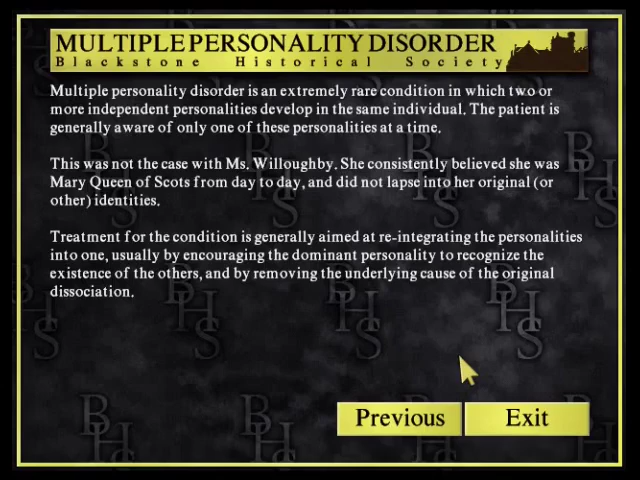 MULTIPLE PERSONALITY DISORDER
Blackstone Historical Society
Multiple personality disorder is an extremely rare condition in which two or
more independent personalities develop in the same individual. The patient is
generally aware of only one of these personalities at a time.
This was not the case with Ms. Willoughby. She consistently believed she was
Mary Queen of Scots from day to day, and did not lapse into her original (or
other) identities.
Treatment for the condition is generally aimed at re-integrating the personalities
into one, usually by encouraging the dominant personality to recognize the
existence of the others, and by removing the underlying cause of the original
dissociation.
Previous Exit